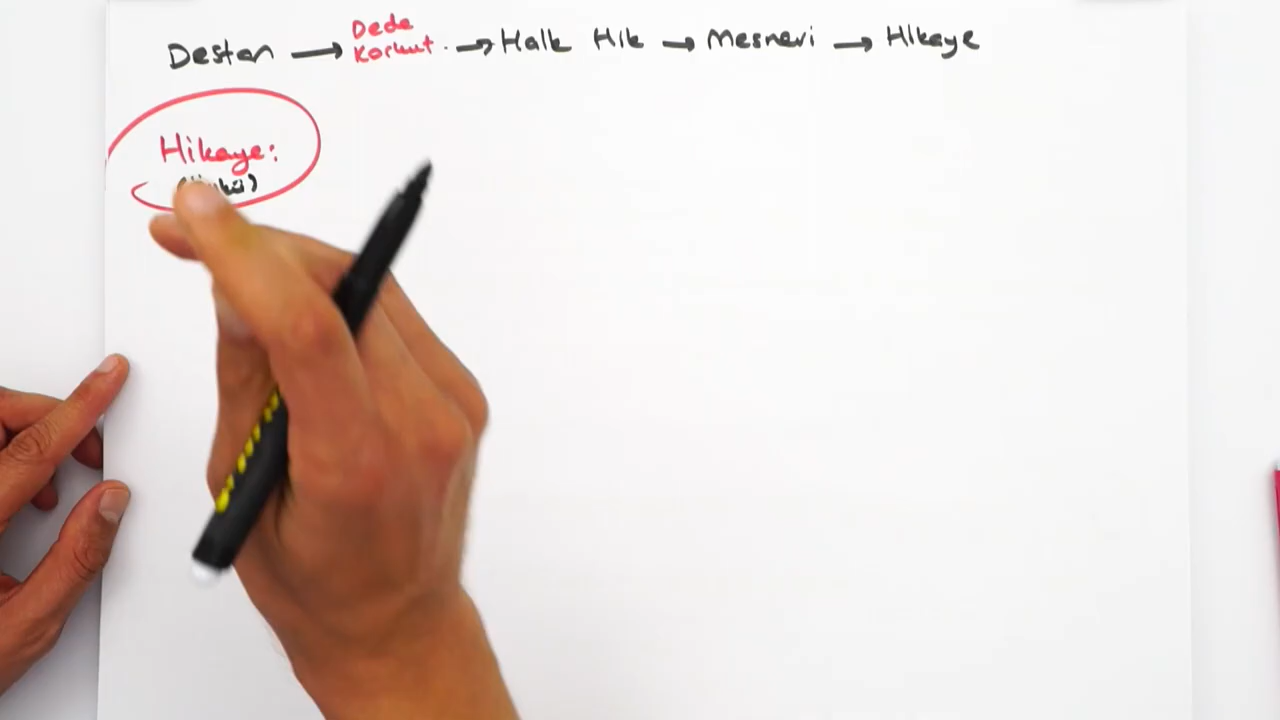 Destan → Dede Korkut → Halk Hik → Mesnevi → Hikaye
Hikaye: